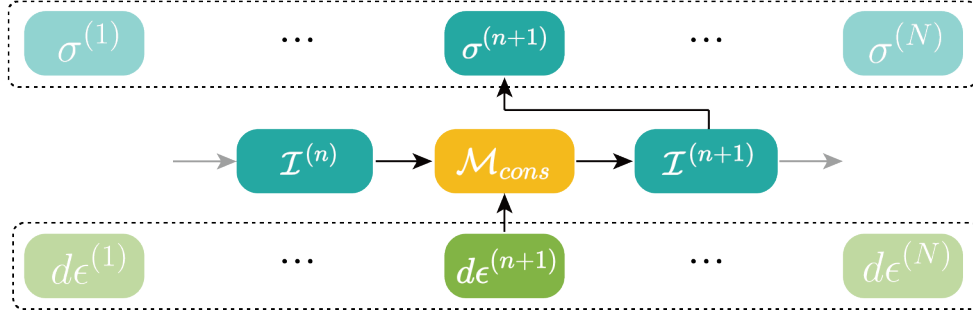 σ^(1) ... σ^(n+1) ... σ^(N)
ℐ^(n) ℳ_cons ℐ^(n+1)
dϵ^(1) ... dϵ^(n+1) ... dϵ^(N)